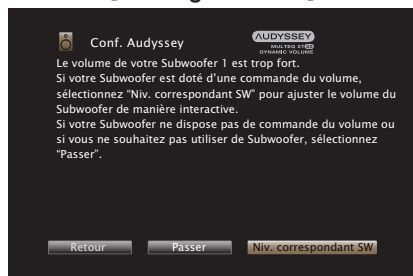 Conf. Audyssey
AUDYSSEY
MULTEQ XT32
DYNAMIC VOLUME
Le volume de votre Subwoofer 1 est trop fort.
Si votre Subwoofer est doté d’une commande du volume,
sélectionnez “Niv. correspondant SW” pour ajuster le volume du
Subwoofer de manière interactive.
Si votre Subwoofer ne dispose pas de commande du volume ou
si vous ne souhaitez pas utiliser de Subwoofer, sélectionnez
“Passer”.
Retour
Passer
Niv. correspondant SW